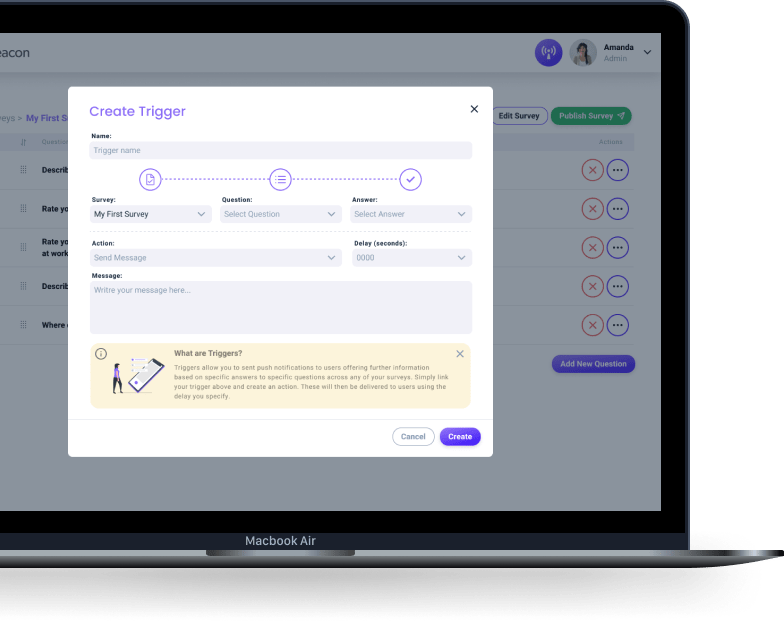 eacon
Amanda
Admin
veys > My First S
Edit Survey
Publish Survey
Question
Actions
Describ
Rate yo
Rate yo
at work
Describ
Where
Add New Question
Create Trigger
Name:
Trigger name
Survey:
Question:
Answer:
My First Survey
Select Question
Select Answer
Action:
Delay (seconds):
Send Message
0000
Message:
Writre your message here...
What are Triggers?
Triggers allow you to sent push notifications to users offering further information
based on specific answers to specific questions across any of your surveys. Simply link
your trigger above and create an action. These will then be delivered to users using the
delay you specify.
Cancel
Create
Macbook Air